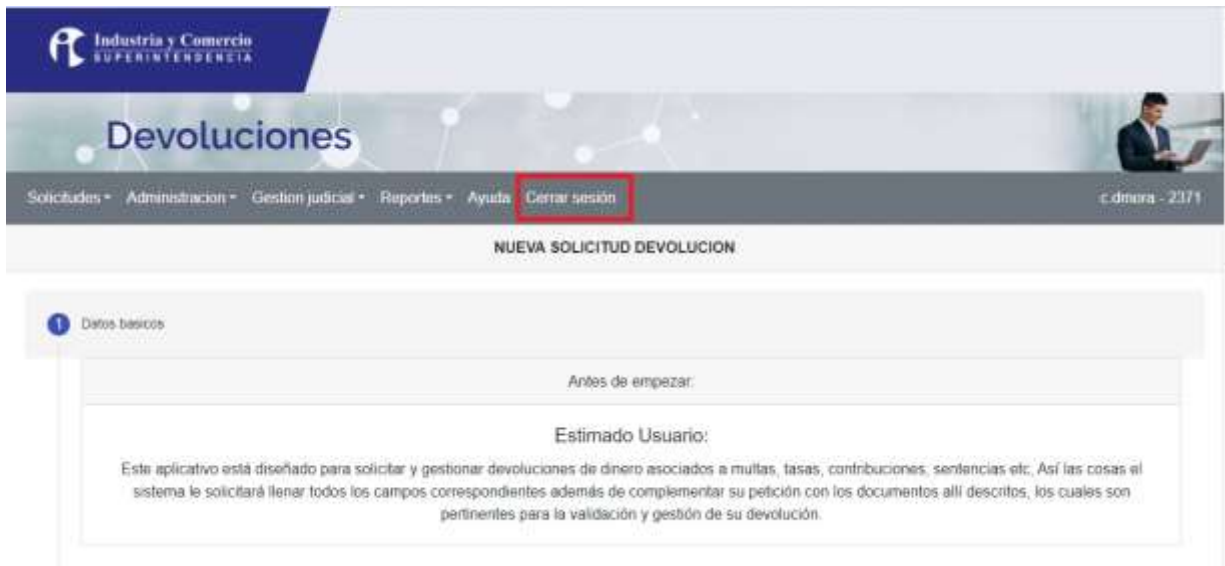 Industria y Comercio
SUPERINTENDENCIA
Devoluciones
Solicitudes Administracion Gestion judicial Reportes Ayuda Cerrar sesión c.dmora - 2371
NUEVA SOLICITUD DEVOLUCION
1 Datos basicos
Antes de empezar:
Estimado Usuario:
Este aplicativo está diseñado para solicitar y gestionar devoluciones de dinero asociados a multas, tasas, contribuciones, sentencias etc, Así las cosas el
sistema le solicitará llenar todos los campos correspondientes además de complementar su petición con los documentos allí descritos, los cuales son
pertinentes para la validación y gestión de su devolución.